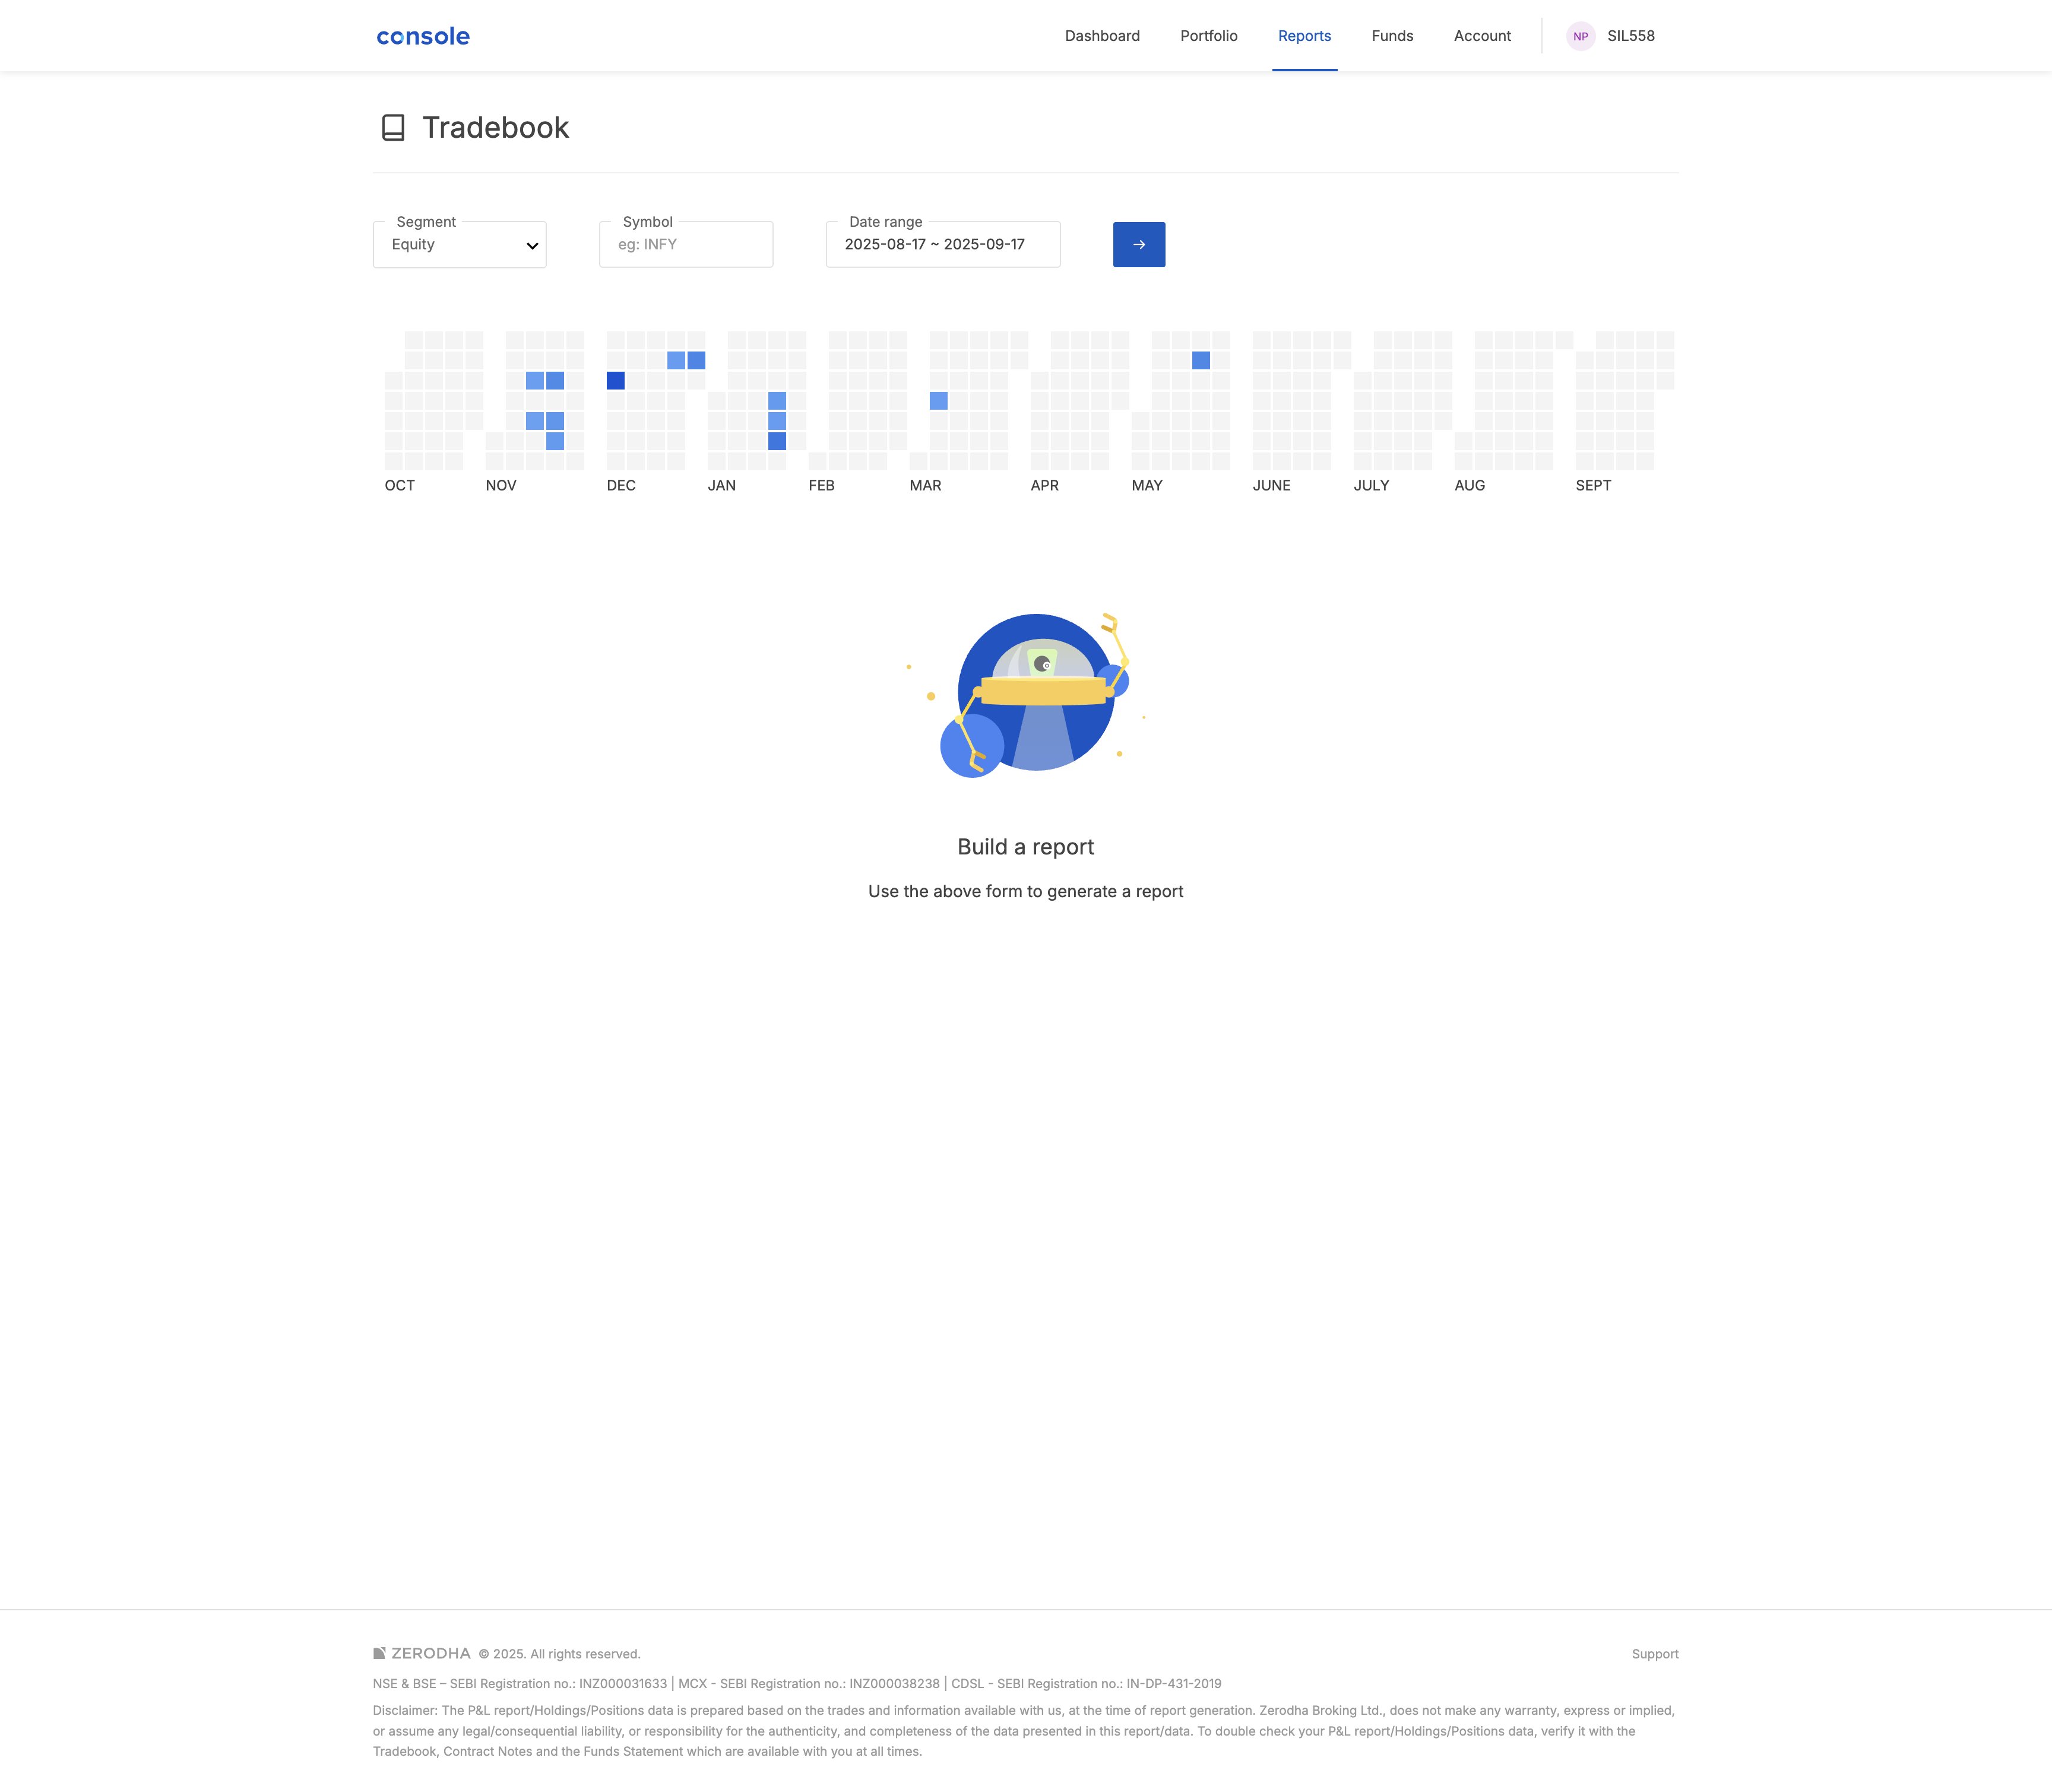 console
Dashboard
Portfolio
Reports
Funds
Account
NP
SIL558
Tradebook
Segment
Equity
Symbol
eg: INFY
Date range
2025-08-17 ~ 2025-09-17
OCT
NOV
DEC
JAN
FEB
MAR
APR
MAY
JUNE
JULY
AUG
SEPT
Build a report
Use the above form to generate a report
ZERODHA © 2025. All rights reserved.
Support
NSE & BSE – SEBI Registration no.: INZ000031633 | MCX - SEBI Registration no.: INZ000038238 | CDSL - SEBI Registration no.: IN-DP-431-2019
Disclaimer: The P&L report/Holdings/Positions data is prepared based on the trades and information available with us, at the time of report generation. Zerodha Broking Ltd., does not make any warranty, express or implied,
or assume any legal/consequential liability, or responsibility for the authenticity, and completeness of the data presented in this report/data. To double check your P&L report/Holdings/Positions data, verify it with the
Tradebook, Contract Notes and the Funds Statement which are available with you at all times.